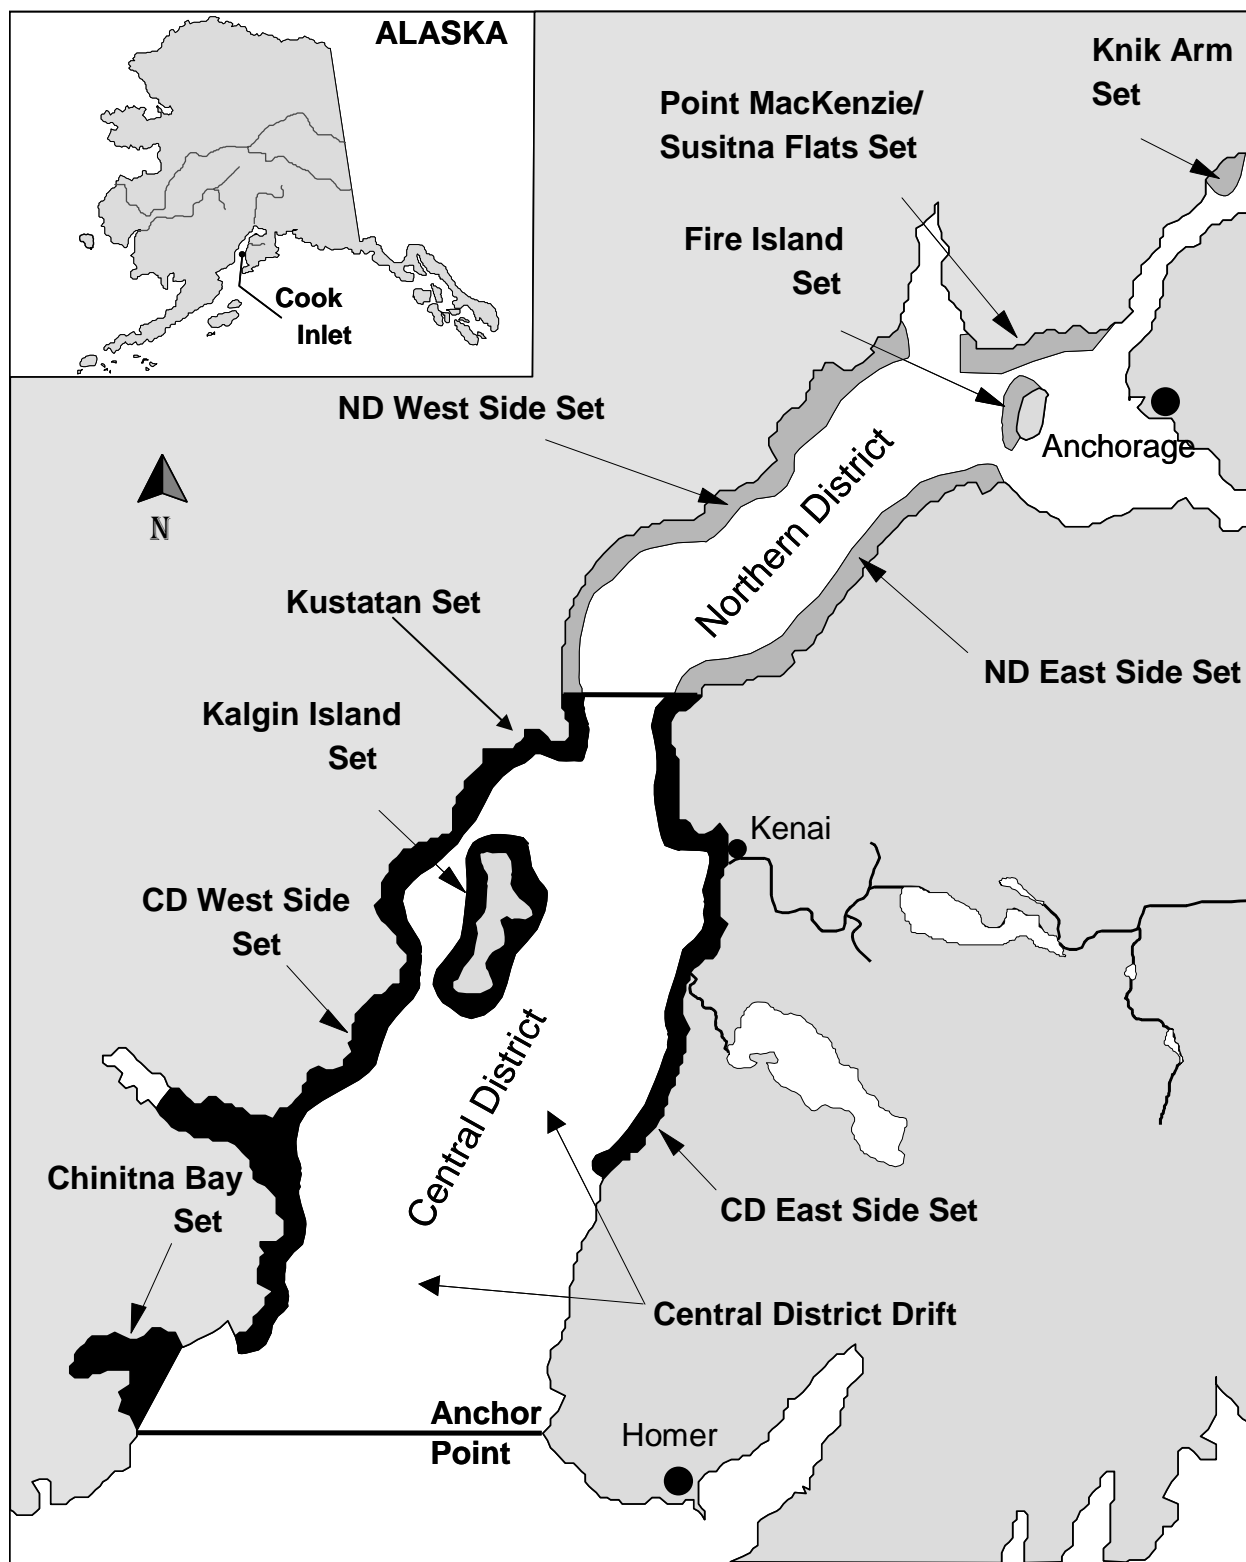 ALASKA
Cook
Inlet
Knik Arm
Set
Point MacKenzie/
Susitna Flats Set
Fire Island
Set
ND West Side Set
Anchorage
N
Northern District
Kustatan Set
ND East Side Set
Kalgin Island
Set
Kenai
CD West Side
Set
Central District
Chinitna Bay
Set
CD East Side Set
Central District Drift
Anchor
Point
Homer